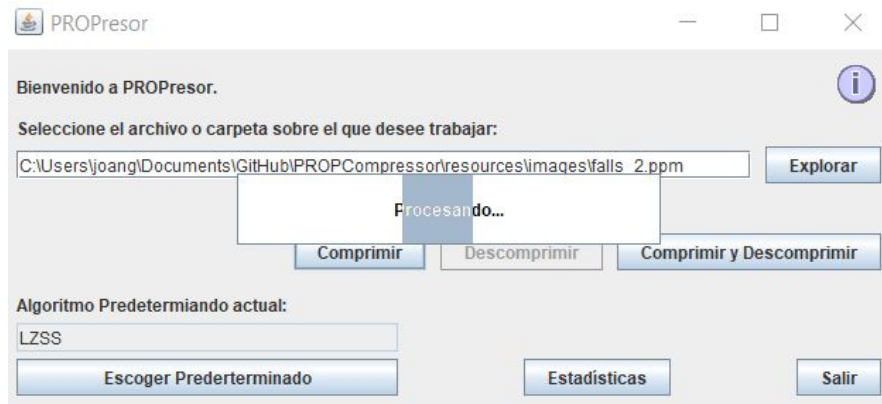 PROPresor
Bienvenido a PROPresor.
Seleccione el archivo o carpeta sobre el que desee trabajar:
C:\Users\joang\Documents\GitHub\PROPCompressor\resources\images\falls_2.ppm
Explorar
Procesando...
Comprimir Descomprimir Comprimir y Descomprimir
Algoritmo Predetermiando actual:
LZSS
Escoger Prederterminado Estadísticas Salir